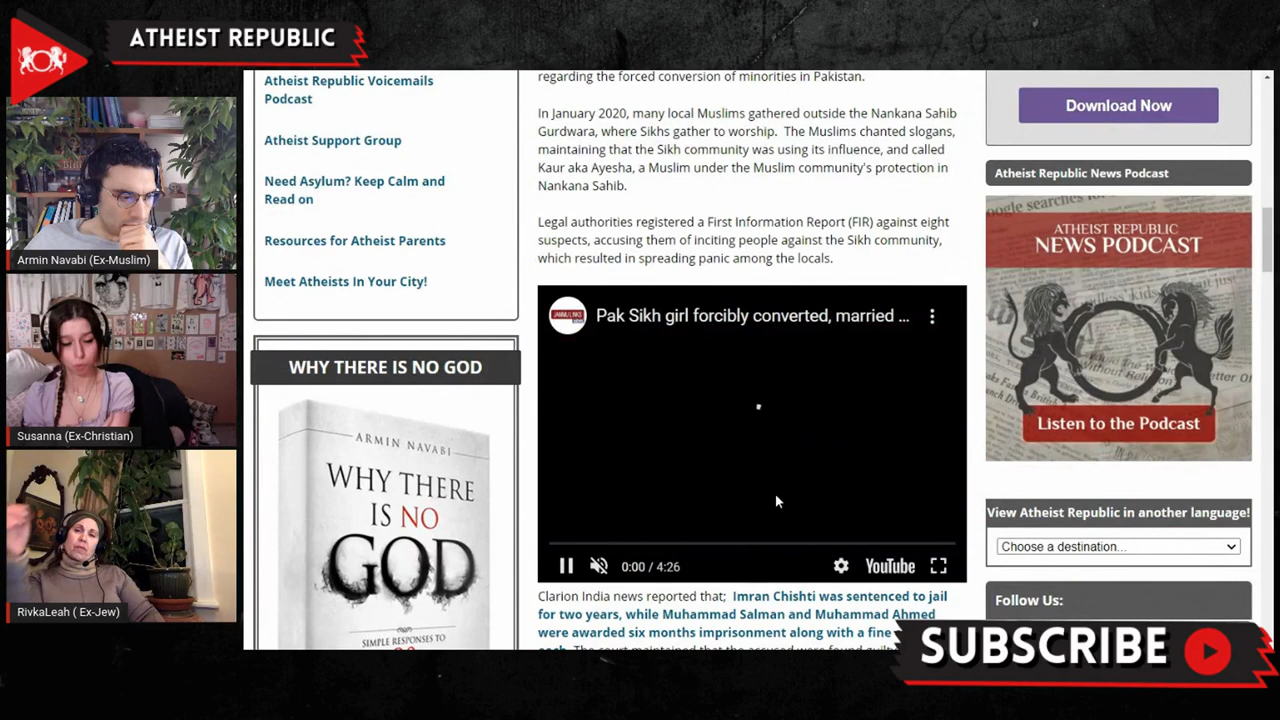 ATHEIST REPUBLIC
Armin Navabi (Ex-Muslim)
Susanna (Ex-Christian)
RivkaLeah ( Ex-Jew)
Atheist Republic Voicemails
Podcast
Atheist Support Group
Need Asylum? Keep Calm and
Read on
Resources for Atheist Parents
Meet Atheists In Your City!
WHY THERE IS NO GOD
ARMIN NAVABI
WHY THERE
IS NO
GOD
SIMPLE RESPONSES TO
regarding the forced conversion of minorities in Pakistan.
In January 2020, many local Muslims gathered outside the Nankana Sahib
Gurdwara, where Sikhs gather to worship. The Muslims chanted slogans,
maintaining that the Sikh community was using its influence, and called
Kaur aka Ayesha, a Muslim under the Muslim community's protection in
Nankana Sahib.
Legal authorities registered a First Information Report (FIR) against eight
suspects, accusing them of inciting people against the Sikh community,
which resulted in spreading panic among the locals.
Pak Sikh girl forcibly converted, married ...
0:00 / 4:26
YouTube
Clarion India news reported that; Imran Chishti was sentenced to jail
for two years, while Muhammad Salman and Muhammad Ahmed
were awarded six months imprisonment along with a fine
The court maintained that the accused were found
Download Now
Atheist Republic News Podcast
ATHEIST REPUBLIC
NEWS PODCAST
Listen to the Podcast
View Atheist Republic in another language!
Choose a destination...
Follow Us:
SUBSCRIBE